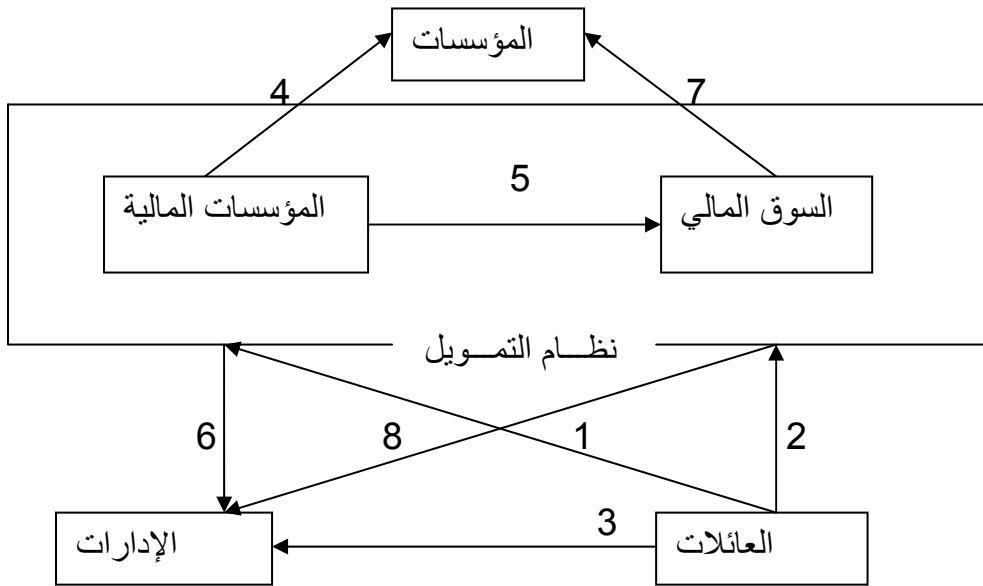 المؤسسات
4
7
5
المؤسسات المالية
السوق المالي
نظـــام التمـــويل
6
8
1
2
3
الإدارات
العائلات